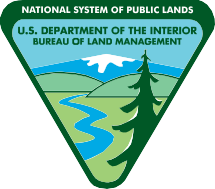 NATIONAL SYSTEM OF PUBLIC LANDS
U.S. DEPARTMENT OF THE INTERIOR
BUREAU OF LAND MANAGEMENT